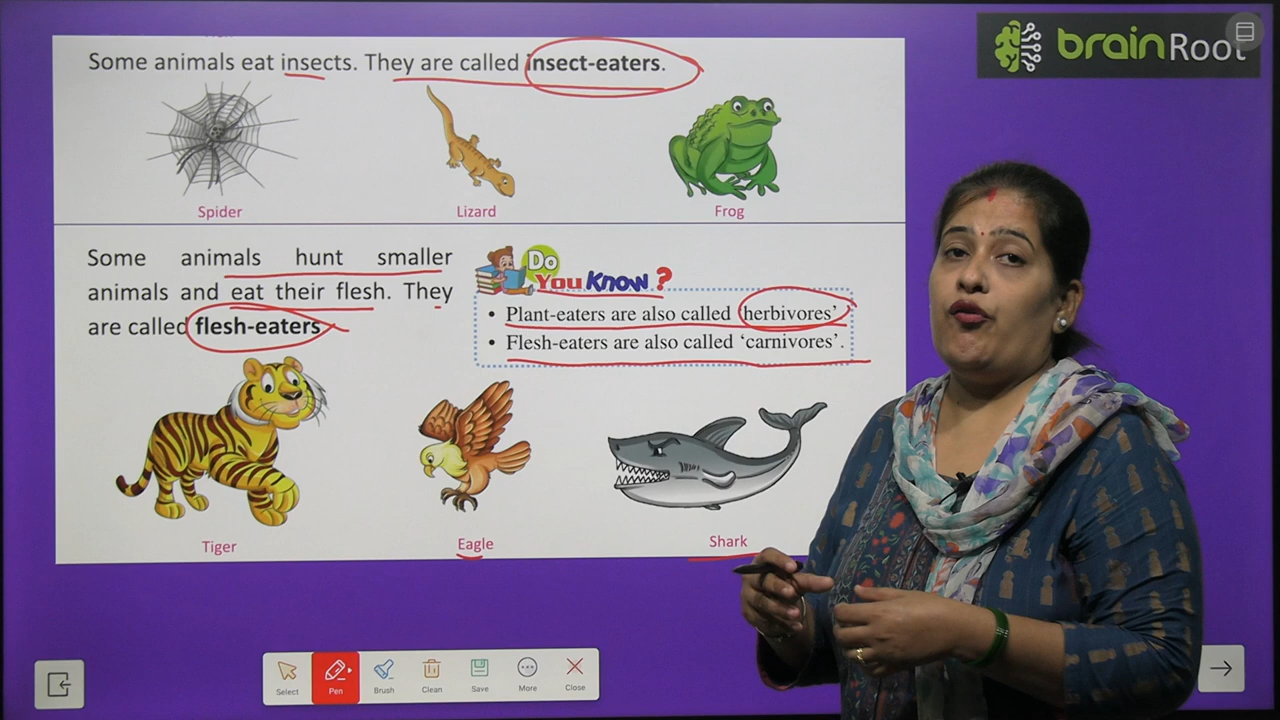 brainRoot
Some animals eat insects. They are called insect-eaters.
Spider Lizard Frog
Some animals hunt smaller
animals and eat their flesh. They
are called flesh-eaters
Do
You Know?
• Plant-eaters are also called 'herbivores'
• Flesh-eaters are also called ‘carnivores’.
Tiger Eagle Shark
Select Pen Brush Clean Save More Close